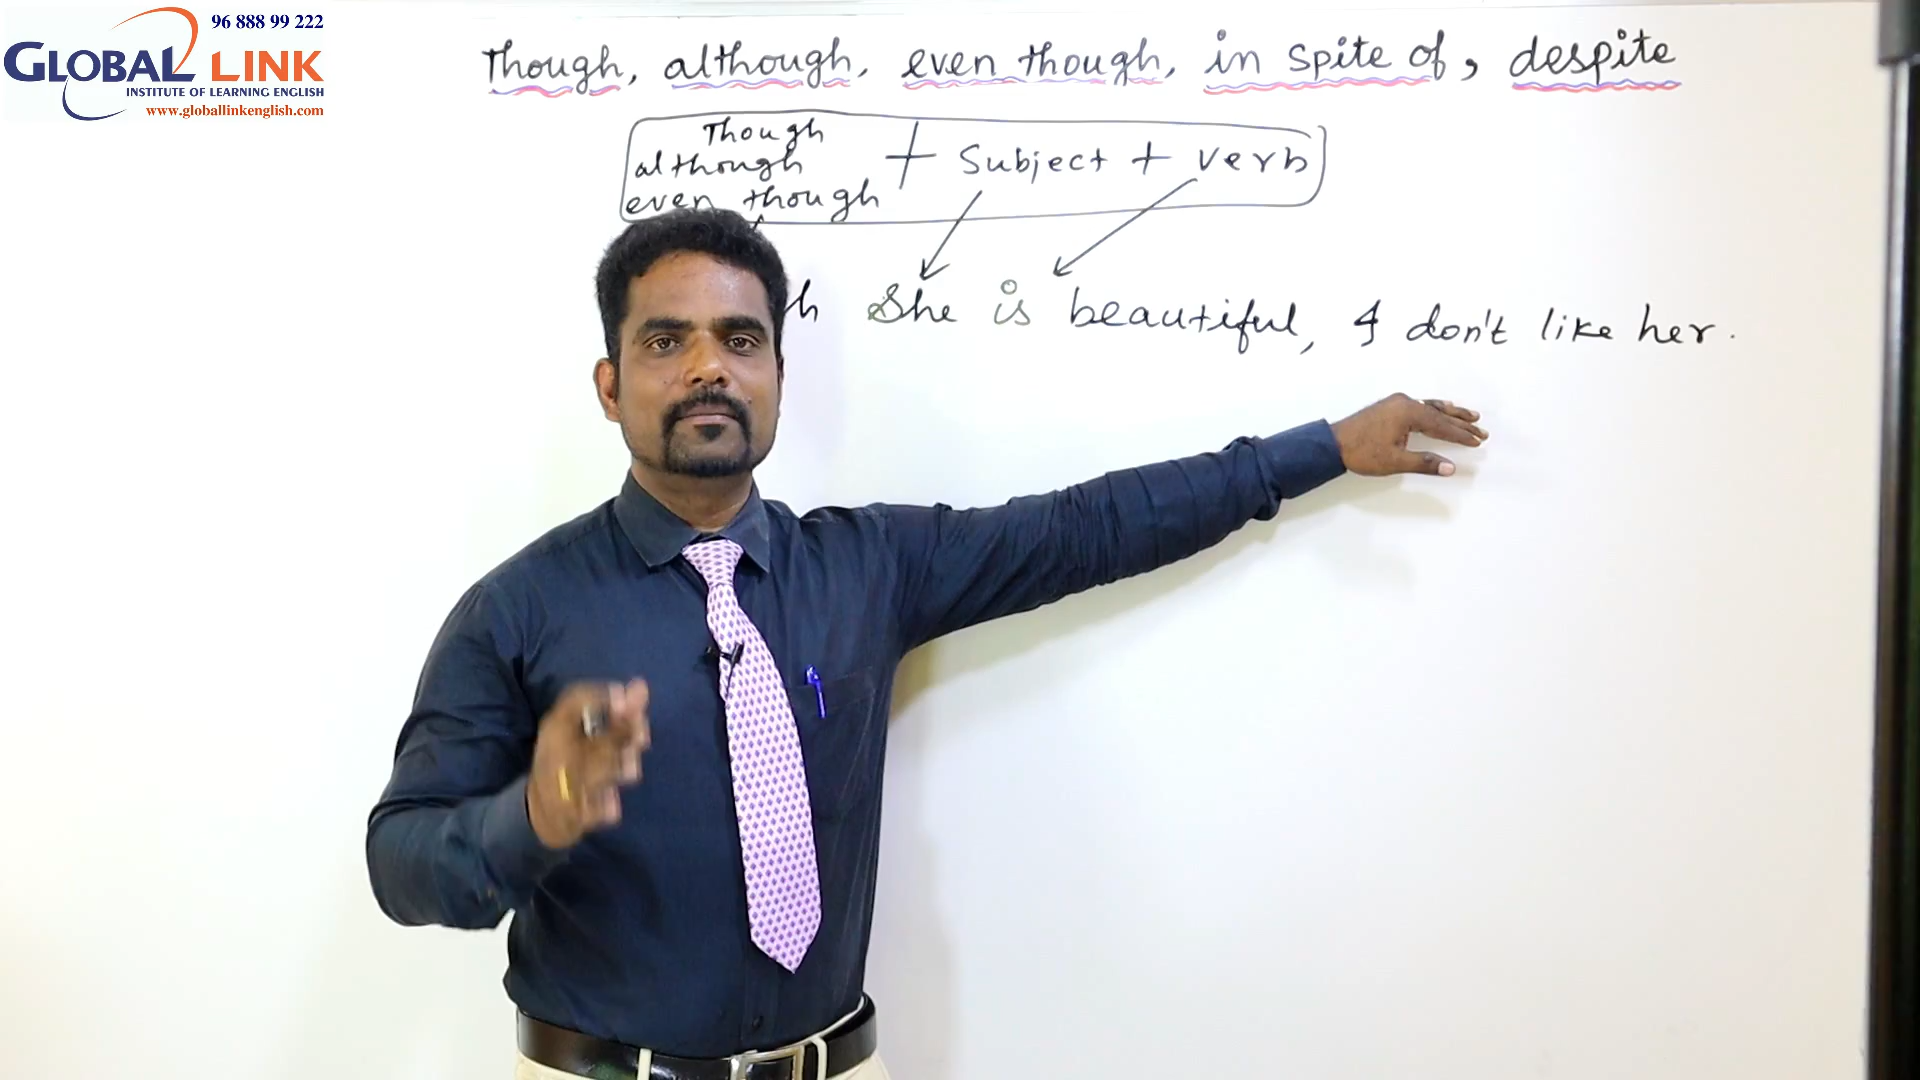 96 888 99 222
GLOBAL LINK
INSTITUTE OF LEARNING ENGLISH
www.globallinkenglish.com
Though, although, even though, in spite of, despite
Though
although + Subject + verb
even though
She is beautiful, I don't like her.